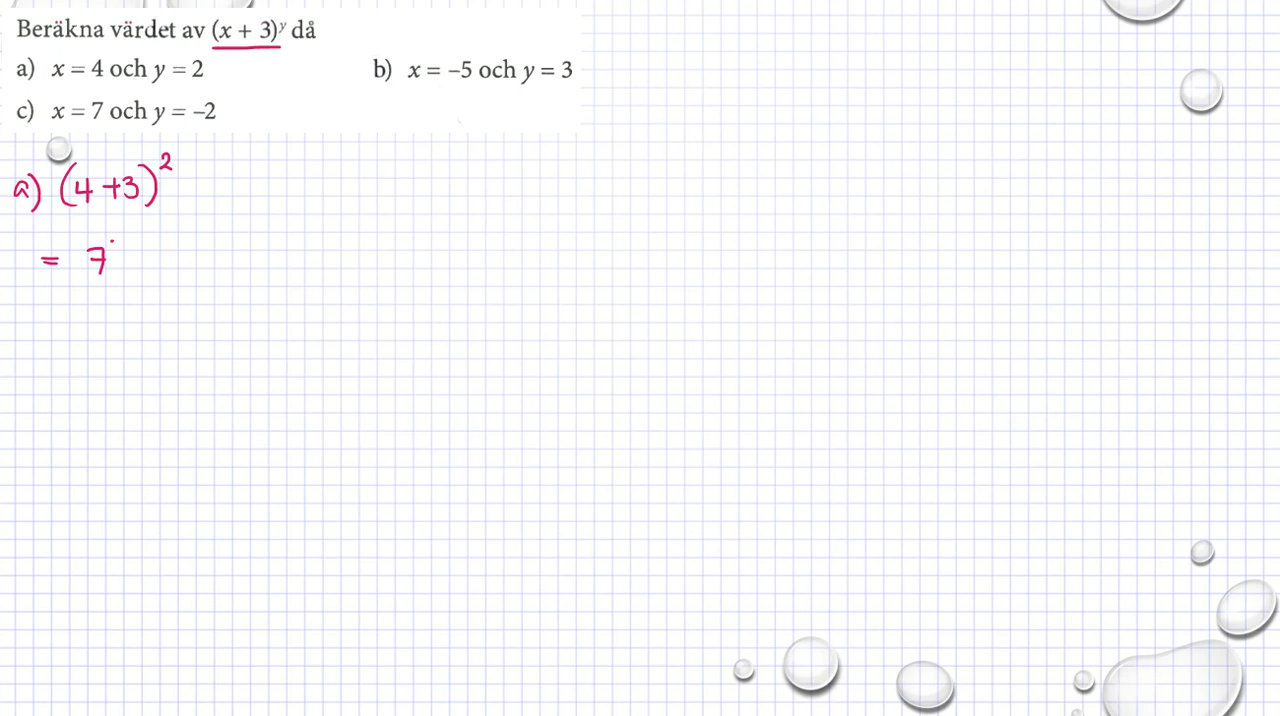 Beräkna värdet av (x + 3)ʸ då
a) x = 4 och y = 2
b) x = –5 och y = 3
c) x = 7 och y = –2
a) (4+3)²
= 7